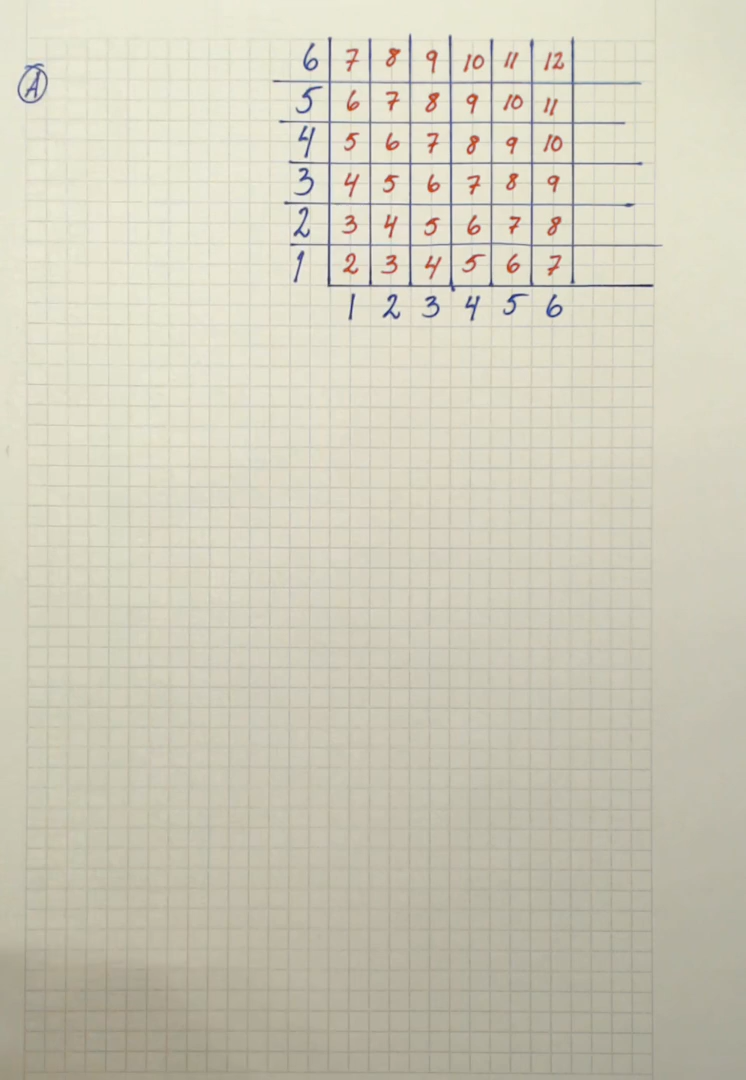 A
6 7 8 9 10 11 12
5 6 7 8 9 10 11
4 5 6 7 8 9 10
3 4 5 6 7 8 9
2 3 4 5 6 7 8
1 2 3 4 5 6 7
1 2 3 4 5 6